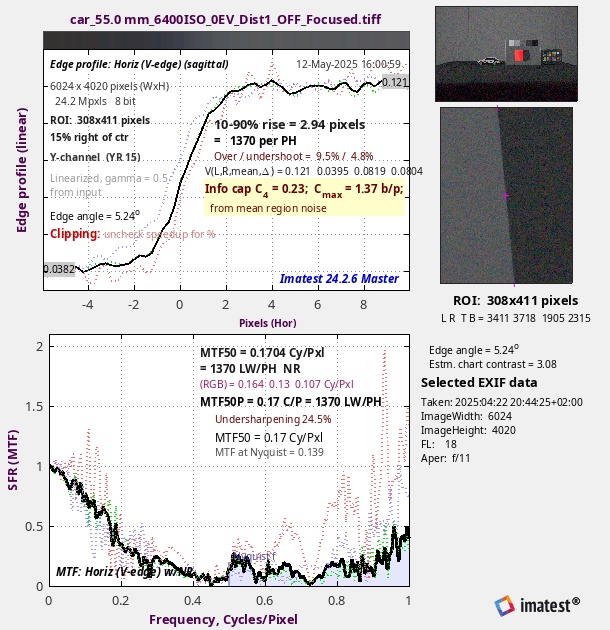 car_55.0 mm_6400ISO_0EV_Dist1_OFF_Focused.tiff
Edge profile: Horiz (V-edge) (sagittal)
12-May-2025 16:00:59
6024 x 4020 pixels (WxH)
24.2 Mpxls 8 bit
ROI: 308x411 pixels
15% right of ctr
Y-channel (YR 15)
Linearized, gamma = 0.5
from input
Edge angle = 5.24°
Clipping: uncheck speedup for %
0.121
10-90% rise = 2.94 pixels
= 1370 per PH
Over / undershoot = 9.5% / 4.8%
V(L,R,mean,Δ) = 0.121 0.0395 0.0819 0.0804
Info cap C4 = 0.23; Cmax = 1.37 b/p;
from mean region noise
0.0382
Imatest 24.2.6 Master
Edge profile (linear)
-4 -2 0 2 4 6 8
Pixels (Hor)
MTF50 = 0.1704 Cy/Pxl
= 1370 LW/PH NR
(RGB) = 0.164 0.13 0.107 Cy/Pxl
MTF50P = 0.17 C/P = 1370 LW/PH
Undersharpening 24.5%
MTF50 = 0.17 Cy/Pxl
MTF at Nyquist = 0.139
Nyquist f
MTF: Horiz (V-edge) w/NR
SFR (MTF)
2
1.5
1
0.5
0
0 0.2 0.4 0.6 0.8 1
Frequency, Cycles/Pixel
ROI: 308x411 pixels
L R T B = 3411 3718 1905 2315
Edge angle = 5.24°
Estm. chart contrast = 3.08
Selected EXIF data
Taken: 2025:04:22 20:44:25+02:00
ImageWidth: 6024
ImageHeight: 4020
FL: 18
Aper: f/11
imatest®